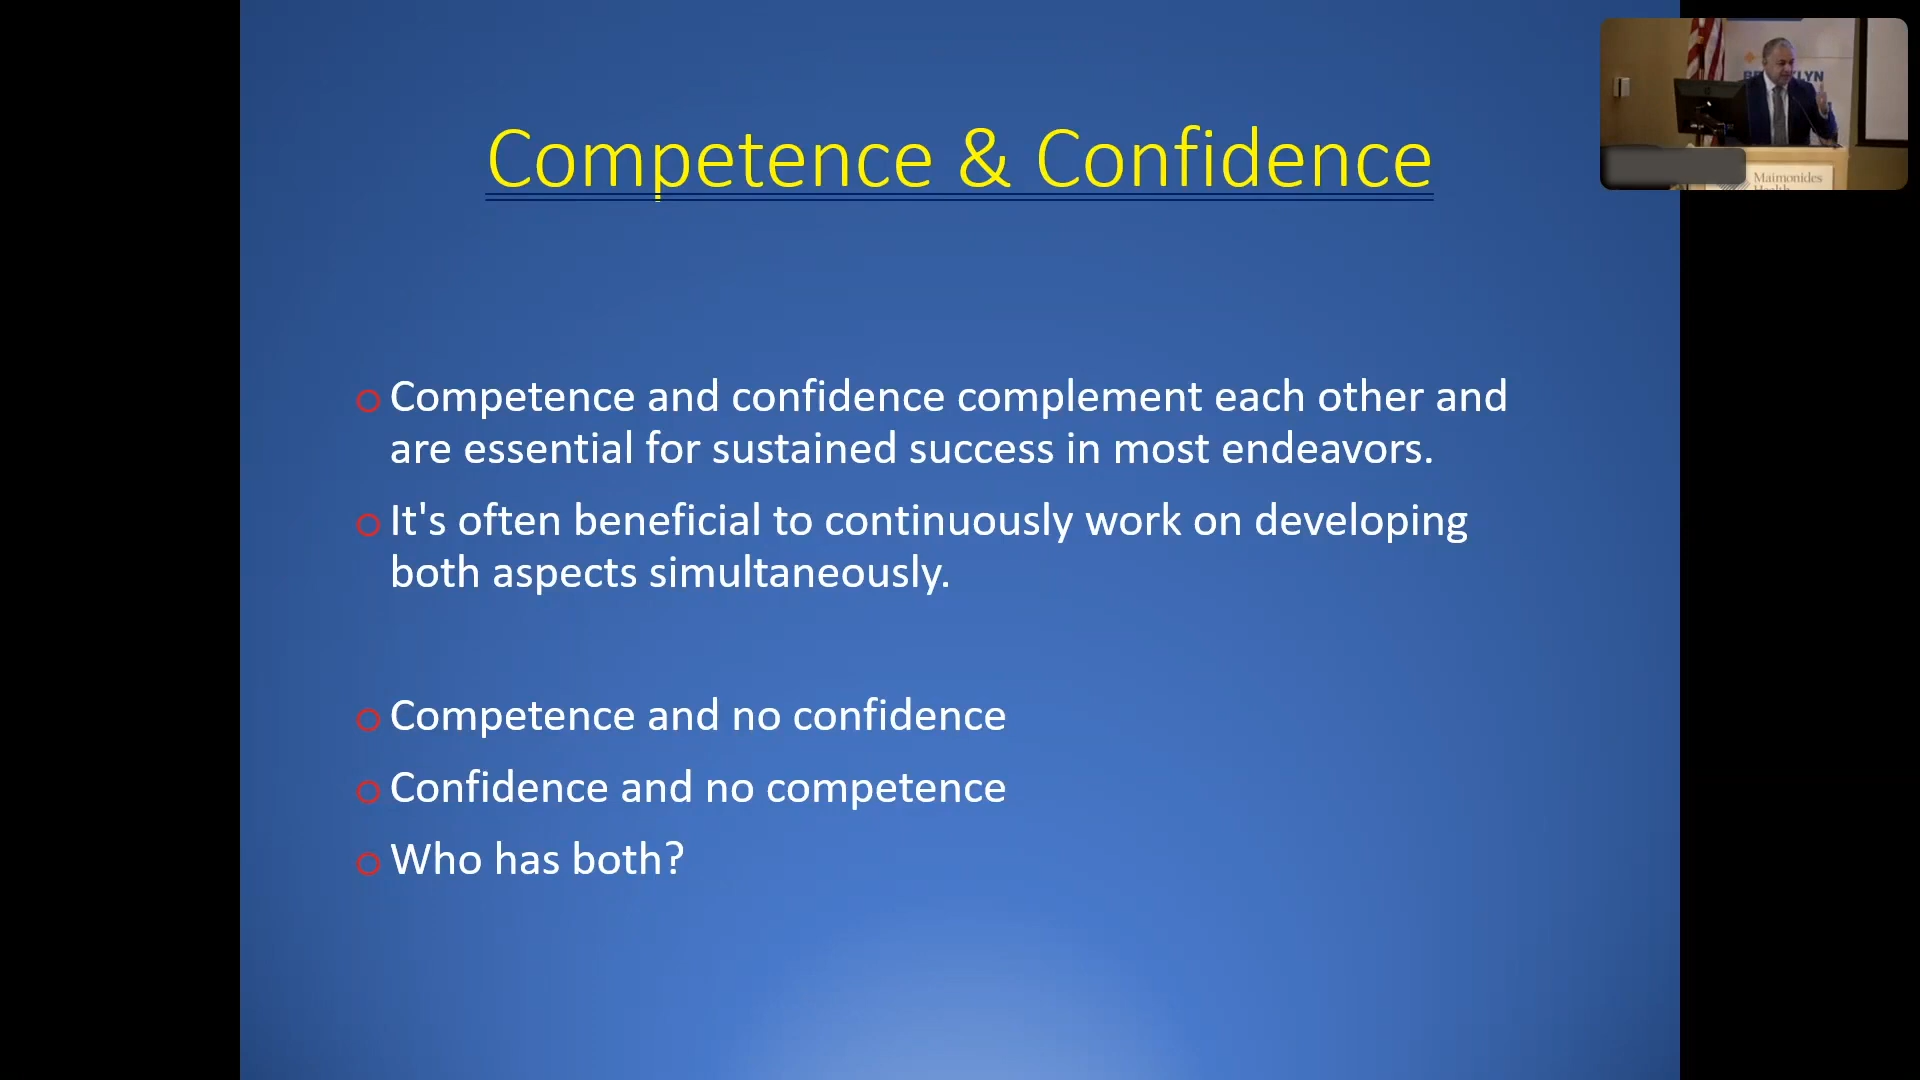 Competence & Confidence
Competence and confidence complement each other and
are essential for sustained success in most endeavors.
It's often beneficial to continuously work on developing
both aspects simultaneously.
Competence and no confidence
Confidence and no competence
Who has both?
Maimonides